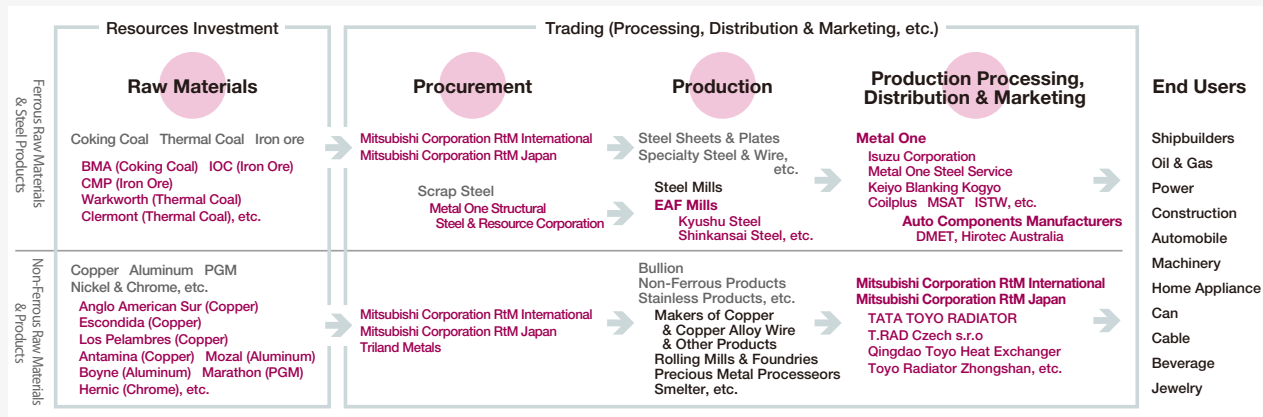 Resources Investment
Trading (Processing, Distribution & Marketing, etc.)
Raw Materials
Procurement
Production
Production Processing,
Distribution & Marketing
End Users
Ferrous Raw Materials
& Steel Products
Coking Coal Thermal Coal Iron ore
BMA (Coking Coal) IOC (Iron Ore)
CMP (Iron Ore)
Warkworth (Thermal Coal)
Clermont (Thermal Coal), etc.
Mitsubishi Corporation RtM International
Mitsubishi Corporation RtM Japan
Scrap Steel
Metal One Structural
Steel & Resource Corporation
Steel Sheets & Plates
Specialty Steel & Wire,
etc.
Steel Mills
EAF Mills
Kyushu Steel
Shinkansai Steel, etc.
Metal One
Isuzu Corporation
Metal One Steel Service
Keiyo Blanking Kogyo
Coilplus MSAT ISTW, etc.
Auto Components Manufacturers
DMET, Hirotec Australia
Non-Ferrous Raw Materials
& Products
Copper Aluminum PGM
Nickel & Chrome, etc.
Anglo American Sur (Copper)
Escondida (Copper)
Los Pelambres (Copper)
Antamina (Copper) Mozal (Aluminum)
Boyne (Aluminum) Marathon (PGM)
Hernic (Chrome), etc.
Mitsubishi Corporation RtM International
Mitsubishi Corporation RtM Japan
Triland Metals
Bullion
Non-Ferrous Products
Stainless Products, etc.
Makers of Copper
& Copper Alloy Wire
& Other Products
Rolling Mills & Foundries
Precious Metal Processeors
Smelter, etc.
Mitsubishi Corporation RtM International
Mitsubishi Corporation RtM Japan
TATA TOYO RADIATOR
T.RAD Czech s.r.o
Qingdao Toyo Heat Exchanger
Toyo Radiator Zhongshan, etc.
Shipbuilders
Oil & Gas
Power
Construction
Automobile
Machinery
Home Appliance
Can
Cable
Beverage
Jewelry